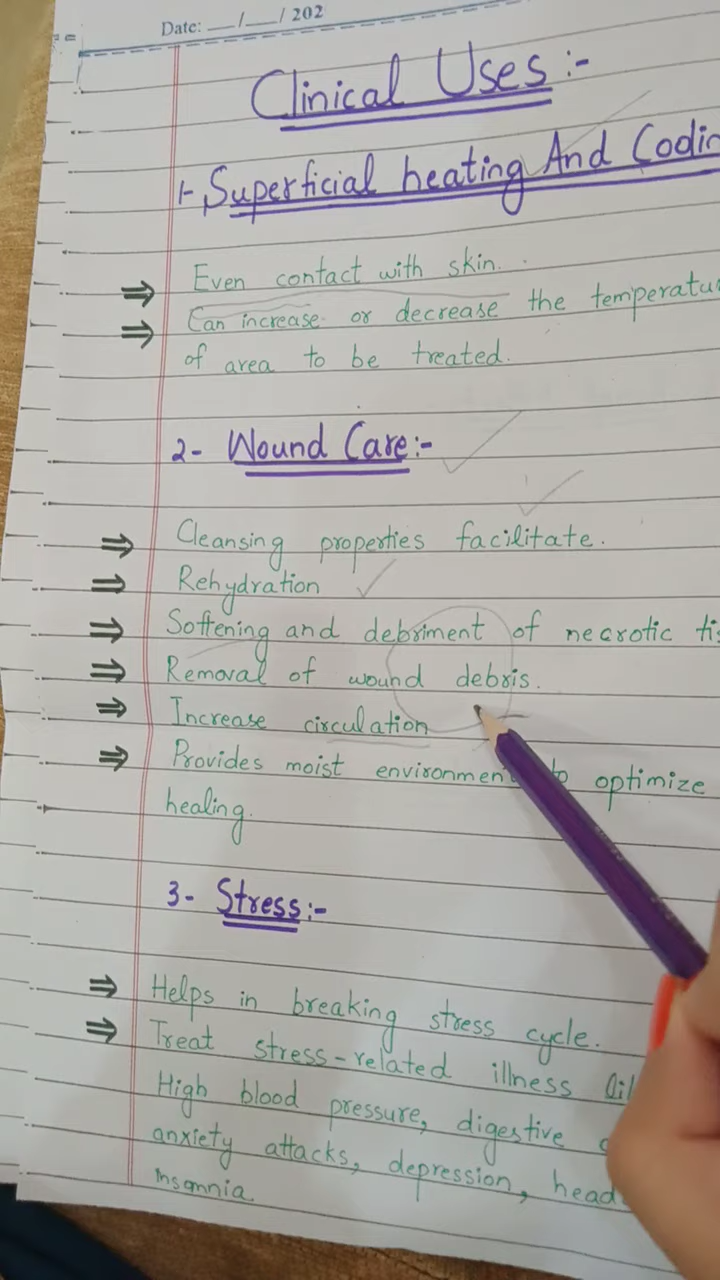 Date: __/__/ 202
Clinical Uses :-
1-, Superficial heating And Codin
⇒ Even contact with skin.
⇒ Can increase or decrease the temperatu
of area to be treated.
2- Wound Care:-
⇒ Cleansing properties facilitate.
⇒ Rehydration
⇒ Softening and debriment of necrotic tis
⇒ Removal of wound debris.
⇒ Increase circulation
⇒ Provides moist environmen to optimize
healing.
3- Stress:-
⇒ Helps in breaking stress cycle.
⇒ Treat stress-related illness
High blood pressure, digestive
anxiety attacks, depression, head
insomnia.